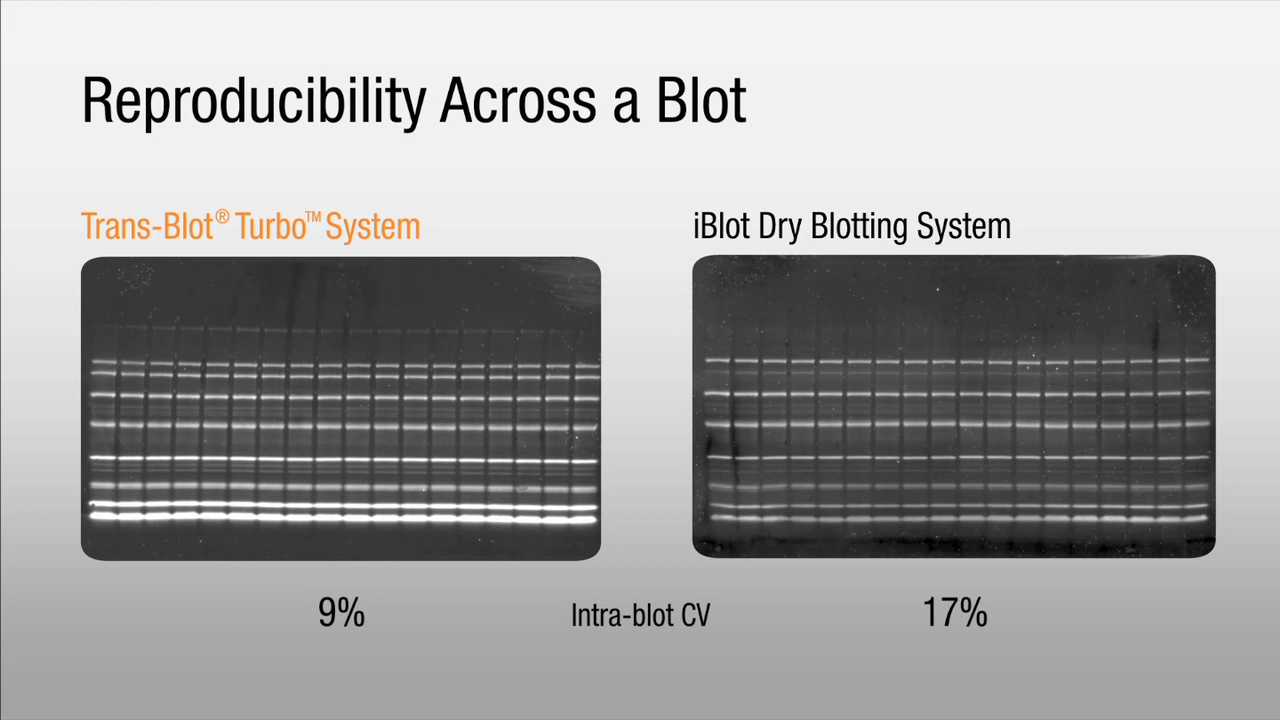 Reproducibility Across a Blot
Trans-Blot® Turbo™ System
iBlot Dry Blotting System
9%
Intra-blot CV
17%